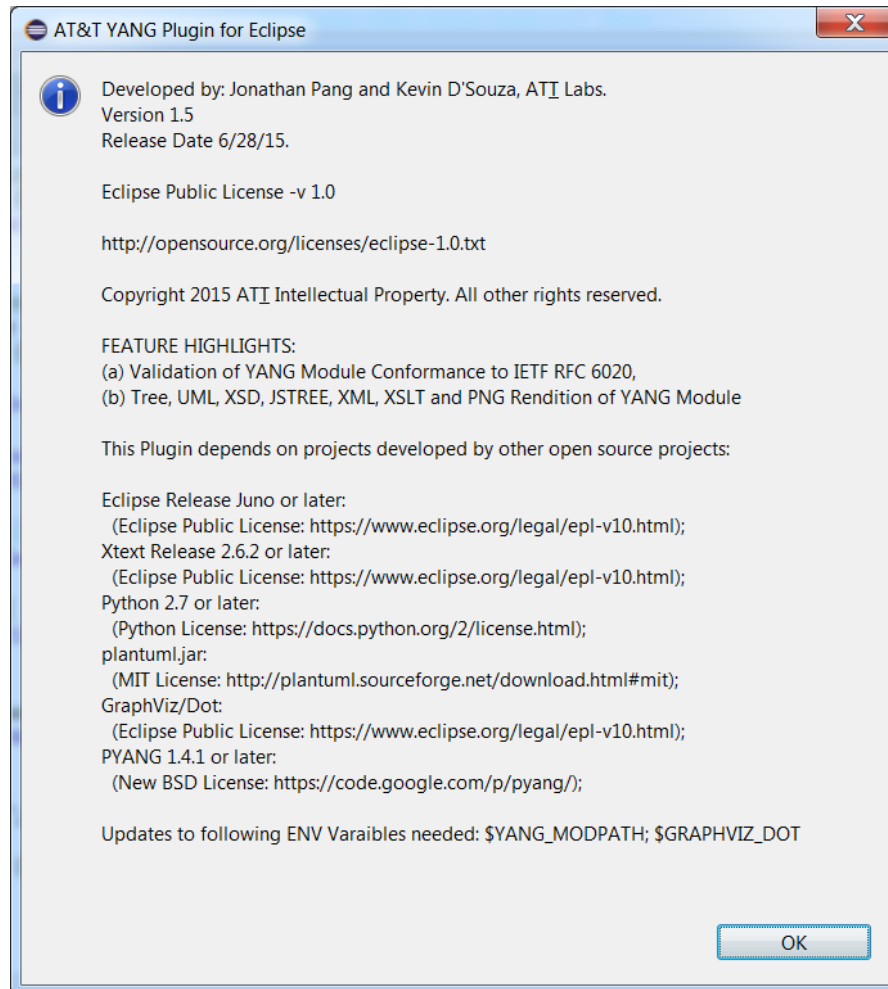 AT&T YANG Plugin for Eclipse
Developed by: Jonathan Pang and Kevin D'Souza, ATT Labs.
Version 1.5
Release Date 6/28/15.
Eclipse Public License -v 1.0
http://opensource.org/licenses/eclipse-1.0.txt
Copyright 2015 ATT Intellectual Property. All other rights reserved.
FEATURE HIGHLIGHTS:
(a) Validation of YANG Module Conformance to IETF RFC 6020,
(b) Tree, UML, XSD, JSTREE, XML, XSLT and PNG Rendition of YANG Module
This Plugin depends on projects developed by other open source projects:
Eclipse Release Juno or later:
(Eclipse Public License: https://www.eclipse.org/legal/epl-v10.html);
Xtext Release 2.6.2 or later:
(Eclipse Public License: https://www.eclipse.org/legal/epl-v10.html);
Python 2.7 or later:
(Python License: https://docs.python.org/2/license.html);
plantuml.jar:
(MIT License: http://plantuml.sourceforge.net/download.html#mit);
GraphViz/Dot:
(Eclipse Public License: https://www.eclipse.org/legal/epl-v10.html);
PYANG 1.4.1 or later:
(New BSD License: https://code.google.com/p/pyang/);
Updates to following ENV Varaibles needed: $YANG_MODPATH; $GRAPHVIZ_DOT
OK